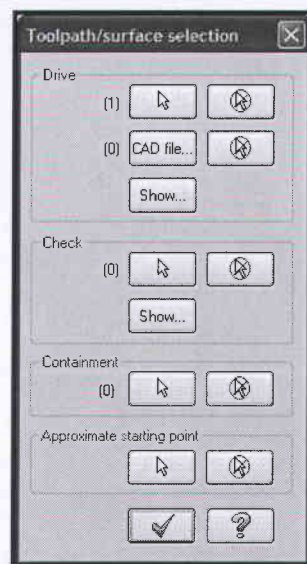 Toolpath/surface selection
Drive
(1)
(0) CAD file...
Show...
Check
(0)
Show...
Containment
(0)
Approximate starting point